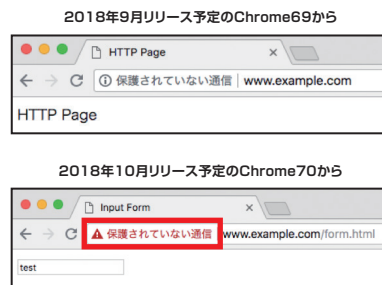 2018年9月リリース予定のChrome69から
HTTP Page
保護されていない通信 | www.example.com
HTTP Page
2018年10月リリース予定のChrome70から
Input Form
保護されていない通信 www.example.com/form.html
test